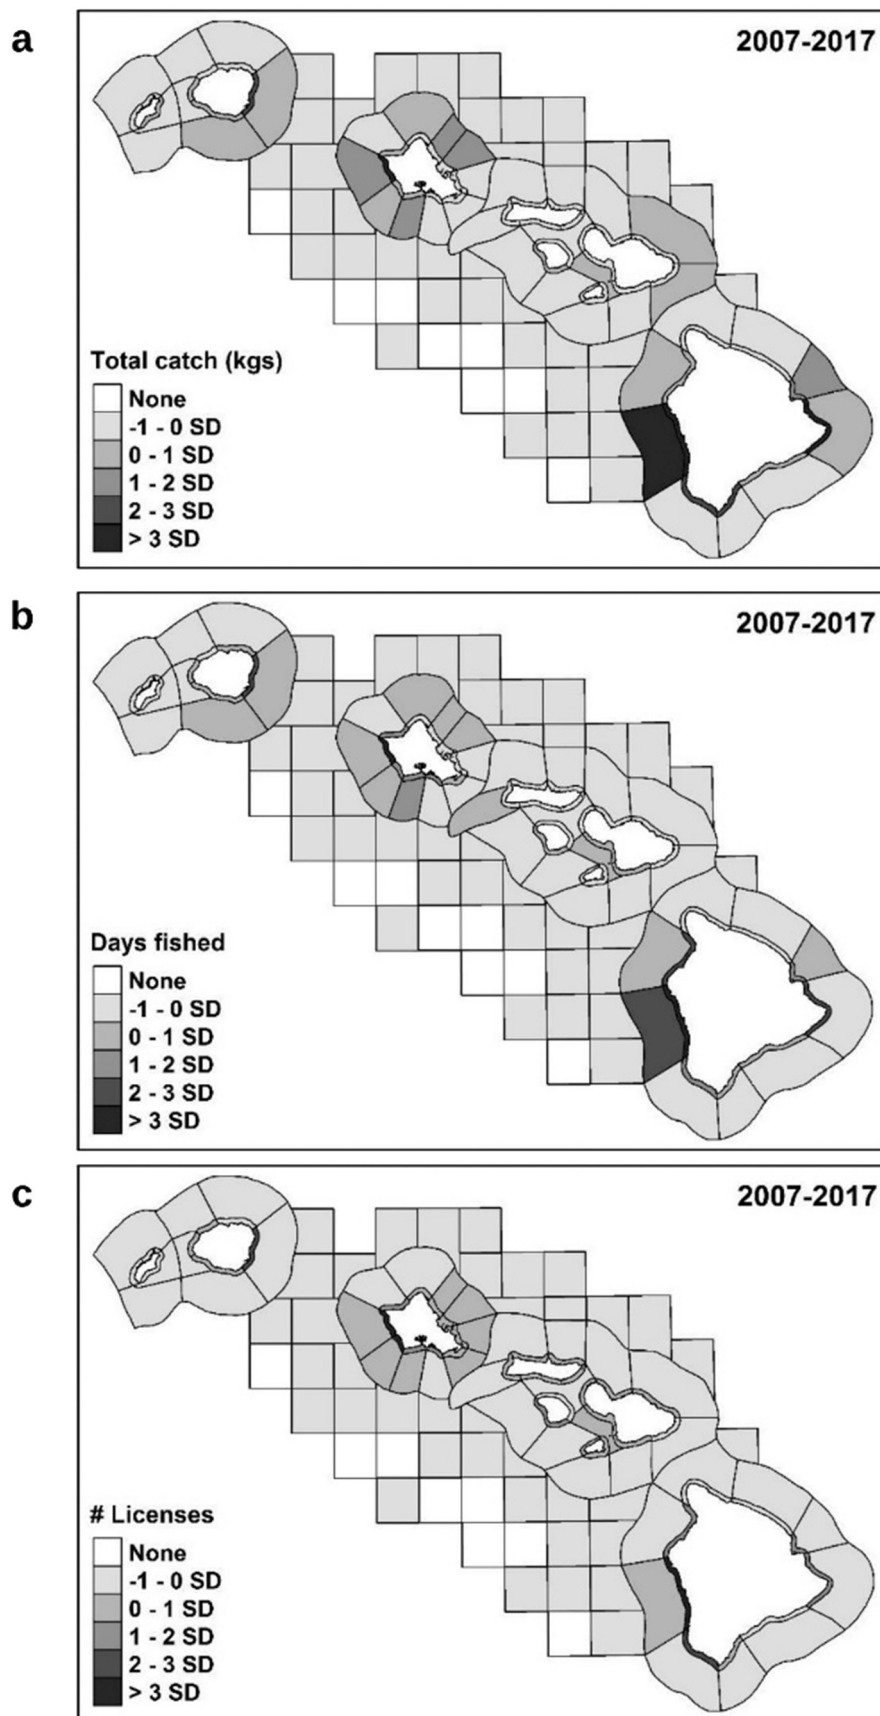 a
2007-2017
Total catch (kgs)
None
-1 - 0 SD
0 - 1 SD
1 - 2 SD
2 - 3 SD
> 3 SD
b
2007-2017
Days fished
None
-1 - 0 SD
0 - 1 SD
1 - 2 SD
2 - 3 SD
> 3 SD
c
2007-2017
# Licenses
None
-1 - 0 SD
0 - 1 SD
1 - 2 SD
2 - 3 SD
> 3 SD